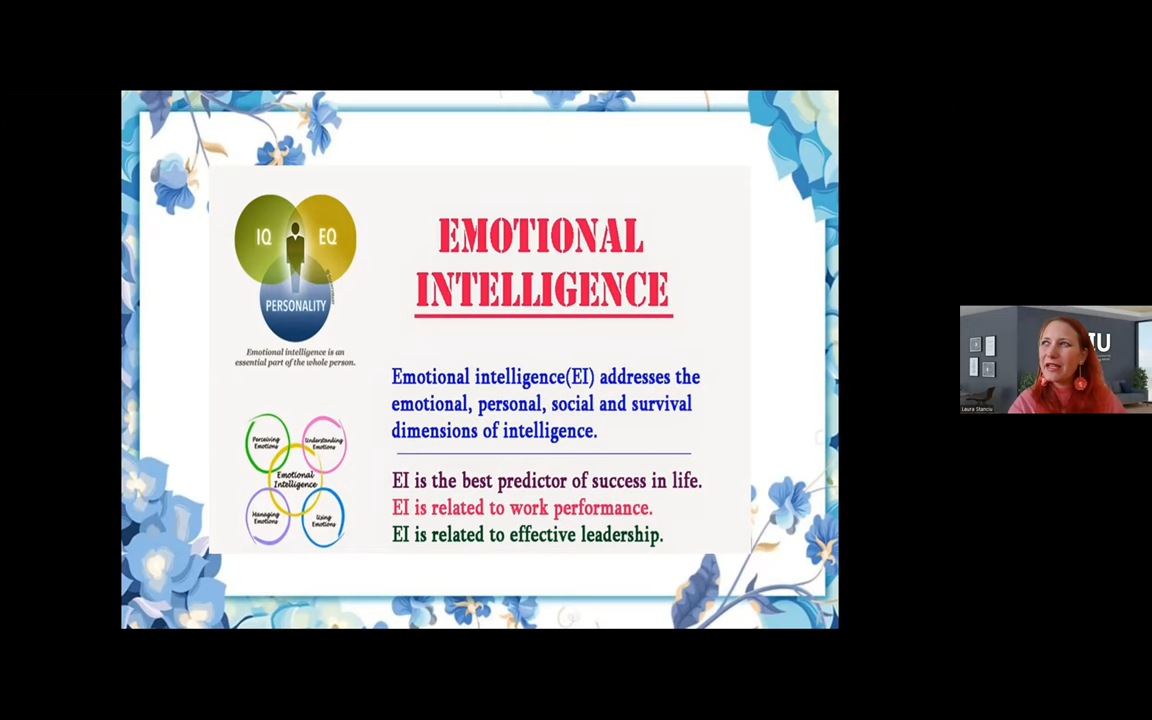 IQ
EQ
PERSONALITY
Emotional intelligence is an
essential part of the whole person.
EMOTIONAL
INTELLIGENCE
Emotional intelligence(EI) addresses the
emotional, personal, social and survival
dimensions of intelligence.
EI is the best predictor of success in life.
EI is related to work performance.
EI is related to effective leadership.
Perceiving
Emotions
Understanding
Emotions
Emotional
Intelligence
Managing
Emotions
Using
Emotions
IU
Laura Stanciu